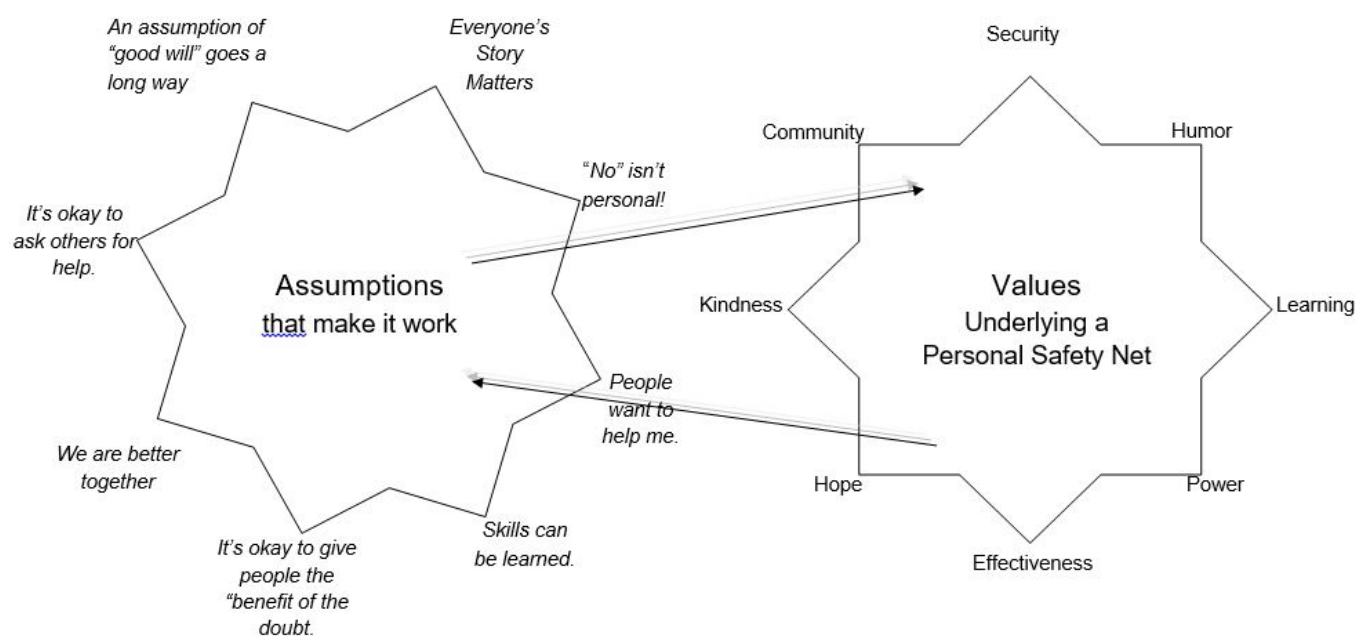 An assumption of
“good will” goes a
long way
Everyone’s
Story
Matters
“No” isn’t
personal!
It’s okay to
ask others for
help.
Assumptions
that make it work
People
want to
help me.
We are better
together
Skills can
be learned.
It’s okay to give
people the
“benefit of the
doubt.
Security
Community
Humor
Kindness
Values
Underlying a
Personal Safety Net
Learning
Hope
Power
Effectiveness